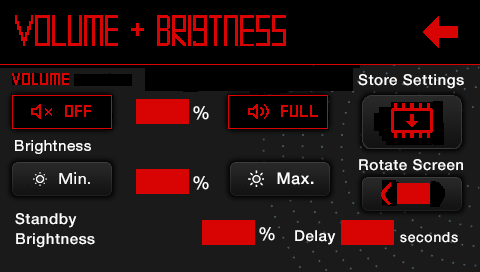 VOLUME + BRIGTNESS
VOLUME
Store Settings
OFF % FULL
Brightness
Rotate Screen
Min. % Max.
Standby
Brightness
% Delay seconds